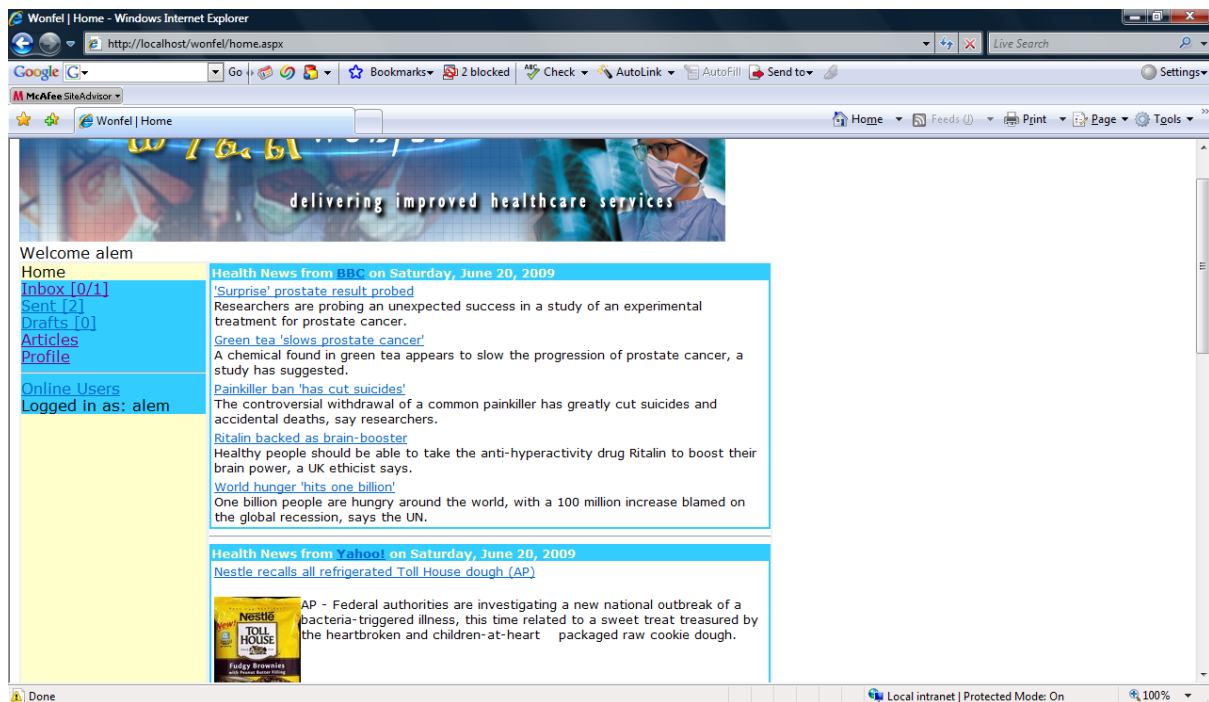 Wonfel | Home - Windows Internet Explorer
http://localhost/wonfel/home.aspx
Live Search
Google G
Go
Bookmarks
2 blocked
ABC
Check
AutoLink
AutoFill
Send to
Settings
M McAfee SiteAdvisor
Wonfel | Home
Home
Feeds (J)
Print
Page
Tools
delivering improved healthcare services
Welcome alem
Home
Inbox [0/1]
Sent [2]
Drafts [0]
Articles
Profile
Online Users
Logged in as: alem
Health News from BBC on Saturday, June 20, 2009
'Surprise' prostate result probed
Researchers are probing an unexpected success in a study of an experimental
treatment for prostate cancer.
Green tea 'slows prostate cancer'
A chemical found in green tea appears to slow the progression of prostate cancer, a
study has suggested.
Painkiller ban 'has cut suicides'
The controversial withdrawal of a common painkiller has greatly cut suicides and
accidental deaths, say researchers.
Ritalin backed as brain-booster
Healthy people should be able to take the anti-hyperactivity drug Ritalin to boost their
brain power, a UK ethicist says.
World hunger 'hits one billion'
One billion people are hungry around the world, with a 100 million increase blamed on
the global recession, says the UN.
Health News from Yahoo! on Saturday, June 20, 2009
Nestle recalls all refrigerated Toll House dough (AP)
AP - Federal authorities are investigating a new national outbreak of a
bacteria-triggered illness, this time related to a sweet treat treasured by
the heartbroken and children-at-heart packaged raw cookie dough.
New!
Nestlé
TOLL
HOUSE
Fudgy Brownies
with Peanut Butter Filling
Done
Local intranet | Protected Mode: On
100%